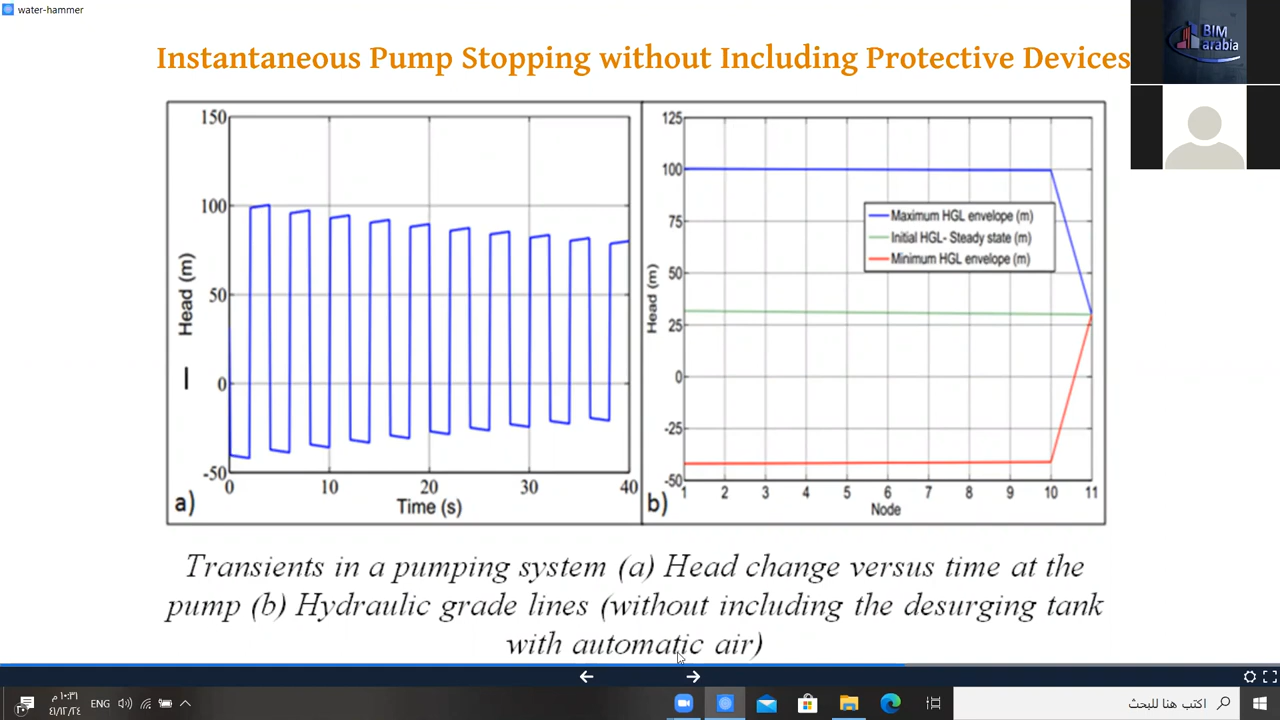 water-hammer
BIM
arabia
Instantaneous Pump Stopping without Including Protective Devices
150
100
50
0
-50
Head (m)
0 10 20 30 40
Time (s)
a)
125
100
75
50
25
0
-25
-50
Head (m)
Maximum HGL envelope (m)
Initial HGL- Steady state (m)
Minimum HGL envelope (m)
1 2 3 4 5 6 7 8 9 10 11
Node
b)
Transients in a pumping system (a) Head change versus time at the
pump (b) Hydraulic grade lines (without including the desurging tank
with automatic air)
١٠:٣١ م
ENG
اكتب هنا للبحث